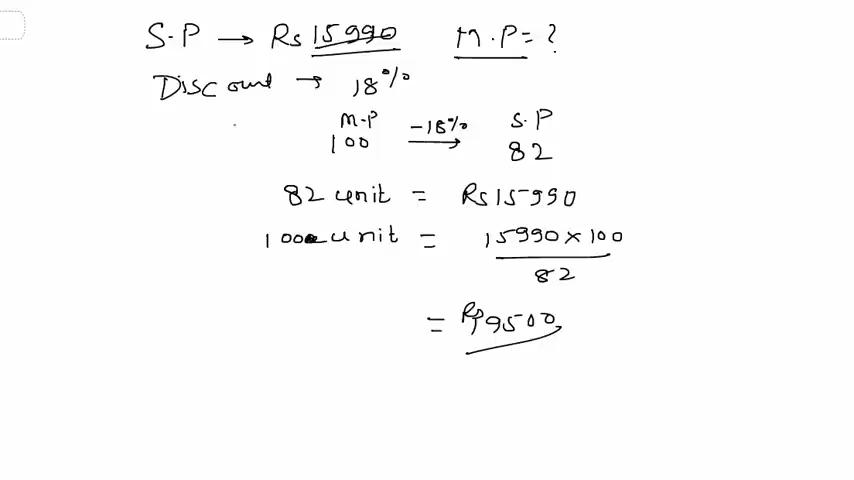 S.P → Rs 15990 M.P = ?
Discount → 18%
M.P -18% S.P
100 → 82
82 unit = Rs 15990
100 unit = 15990 × 100
82
= Rs 19500